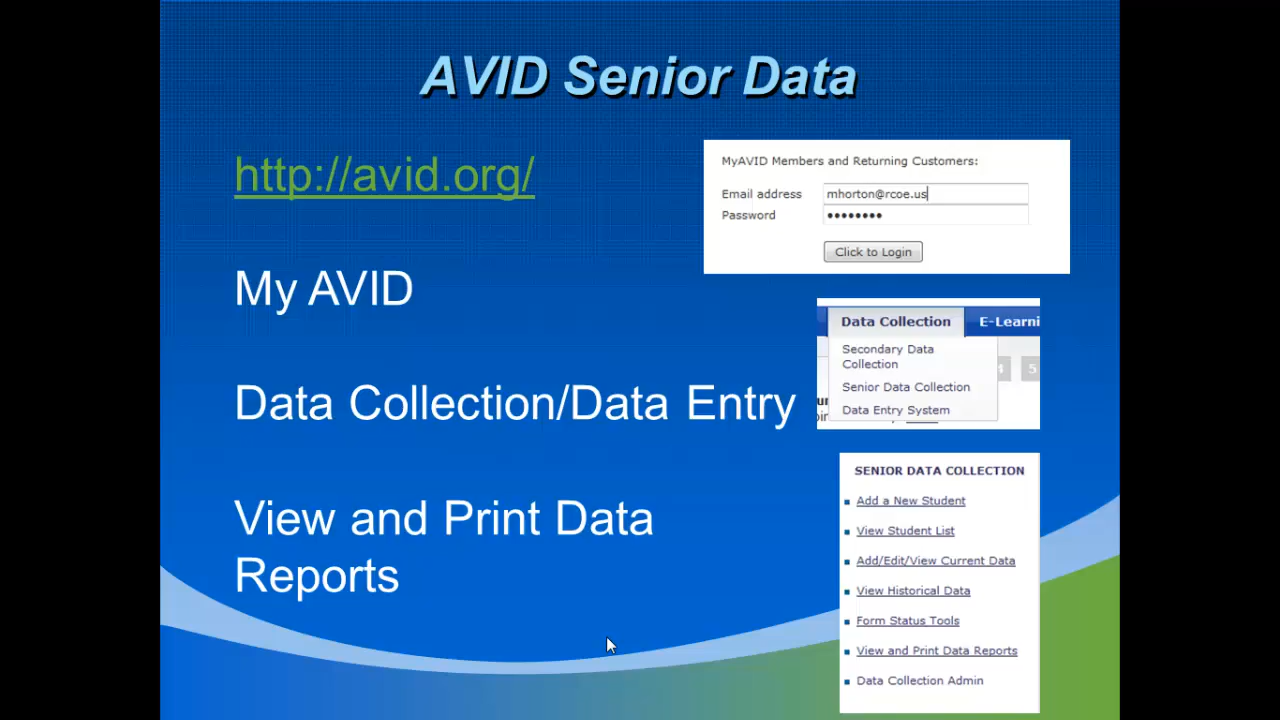 AVID Senior Data
http://avid.org/
My AVID
Data Collection/Data Entry
View and Print Data
Reports
MyAVID Members and Returning Customers:
Email address mhorton@rcoe.us
Password ••••••••
Click to Login
Data Collection E-Learni
Secondary Data
Collection
4 5
Senior Data Collection
Data Entry System
SENIOR DATA COLLECTION
Add a New Student
View Student List
Add/Edit/View Current Data
View Historical Data
Form Status Tools
View and Print Data Reports
Data Collection Admin